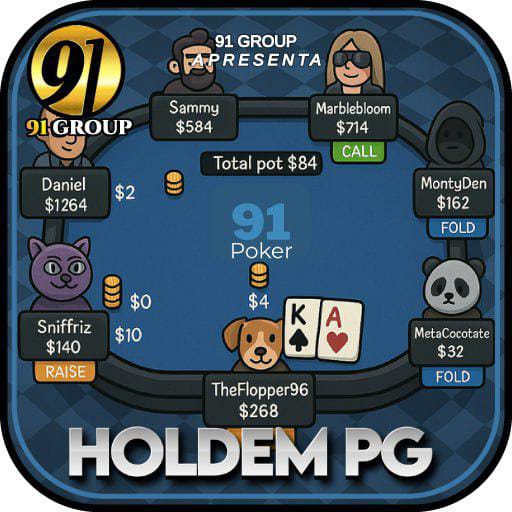 91
91 GROUP
91 GROUP
APRESENTA
Sammy
$584
Marblebloom
$714
CALL
Total pot $84
Daniel
$1264
$2
MontyDen
$162
FOLD
91
Poker
$0
$4
Sniffriz
$140
$10
RAISE
K
A
MetaCocotate
$32
FOLD
TheFlopper96
$268
HOLDEM PG